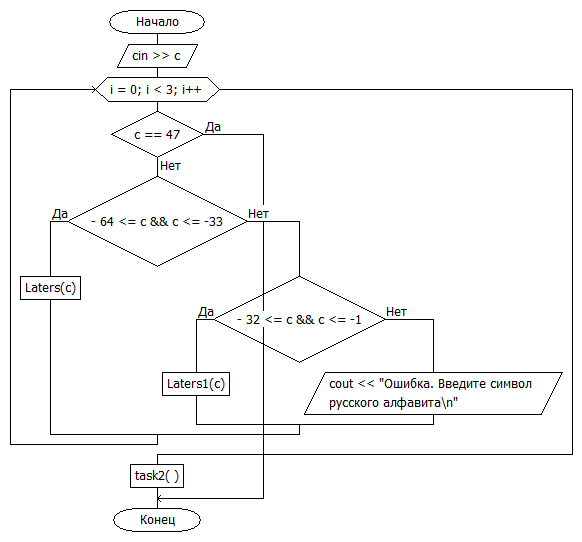 Начало
cin >> c
i = 0; i < 3; i++
c == 47
Да
Нет
- 64 <= c && c <= -33
Да
Нет
Laters(c)
- 32 <= c && c <= -1
Да
Нет
Laters1(c)
cout << "Ошибка. Введите символ
русского алфавита\n"
task2( )
Конец